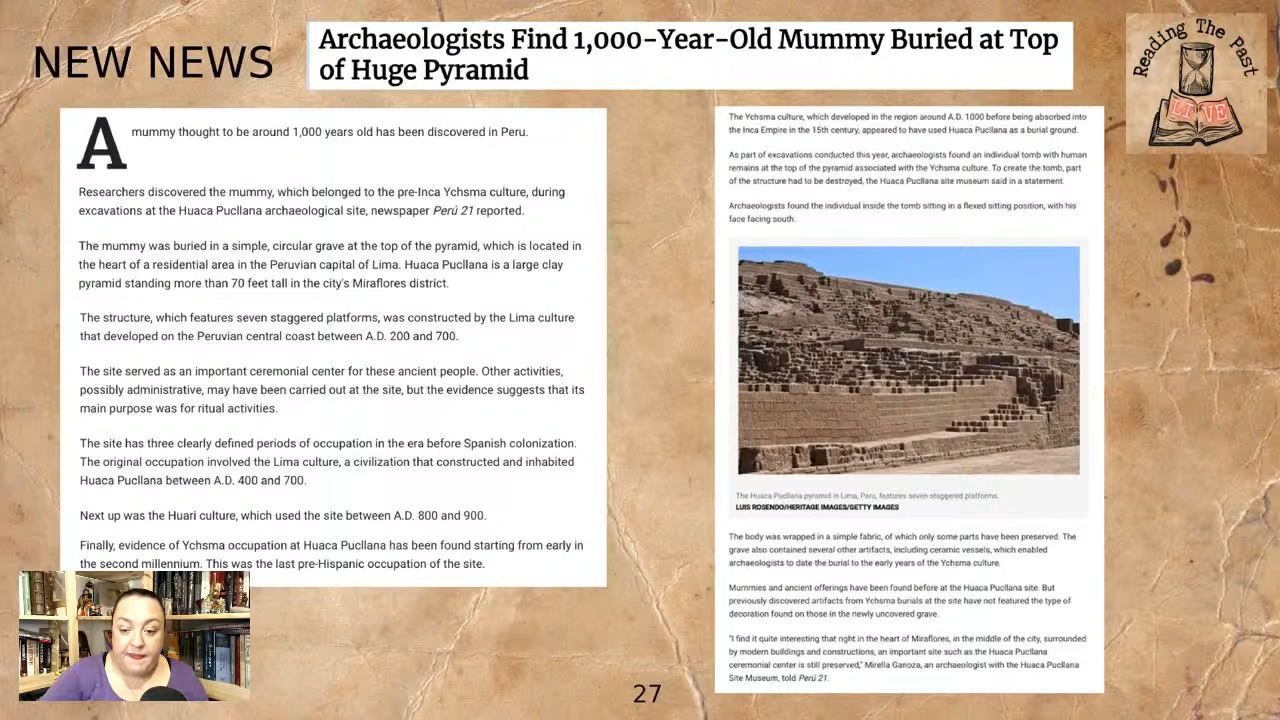 NEW NEWS
Archaeologists Find 1,000-Year-Old Mummy Buried at Top
of Huge Pyramid
Reading The Past
LIVE
A mummy thought to be around 1,000 years old has been discovered in Peru.
Researchers discovered the mummy, which belonged to the pre-Inca Ychsma culture, during
excavations at the Huaca Pucllana archaeological site, newspaper Perú 21 reported.
The mummy was buried in a simple, circular grave at the top of the pyramid, which is located in
the heart of a residential area in the Peruvian capital of Lima. Huaca Pucllana is a large clay
pyramid standing more than 70 feet tall in the city's Miraflores district.
The structure, which features seven staggered platforms, was constructed by the Lima culture
that developed on the Peruvian central coast between A.D. 200 and 700.
The site served as an important ceremonial center for these ancient people. Other activities,
possibly administrative, may have been carried out at the site, but the evidence suggests that its
main purpose was for ritual activities.
The site has three clearly defined periods of occupation in the era before Spanish colonization.
The original occupation involved the Lima culture, a civilization that constructed and inhabited
Huaca Pucllana between A.D. 400 and 700.
Next up was the Huari culture, which used the site between A.D. 800 and 900.
Finally, evidence of Ychsma occupation at Huaca Pucllana has been found starting from early in
the second millennium. This was the last pre-Hispanic occupation of the site.
The Ychsma culture, which developed in the region around A.D. 1000 before being absorbed into
the Inca Empire in the 15th century, appeared to have used Huaca Pucllana as a burial ground.
As part of excavations conducted this year, archaeologists found an individual tomb with human
remains at the top of the pyramid associated with the Ychsma culture. To create the tomb, part
of the structure had to be destroyed, the Huaca Pucllana site museum said in a statement.
Archaeologists found the individual inside the tomb sitting in a flexed sitting position, with his
face facing south.
The Huaca Pucllana pyramid in Lima, Peru, features seven staggered platforms.
LUIS ROSENDO/HERITAGE IMAGES/GETTY IMAGES
The body was wrapped in a simple fabric, of which only some parts have been preserved. The
grave also contained several other artifacts, including ceramic vessels, which enabled
archaeologists to date the burial to the early years of the Ychsma culture.
Mummies and ancient offerings have been found before at the Huaca Pucllana site. But
previously discovered artifacts from Ychsma burials at the site have not featured the type of
decoration found on those in the newly uncovered grave.
"I find it quite interesting that right in the heart of Miraflores, in the middle of the city, surrounded
by modern buildings and constructions, an important site such as the Huaca Pucllana
ceremonial center is still preserved," Mirella Ganoza, an archaeologist with the Huaca Pucllana
Site Museum, told Perú 21.
27